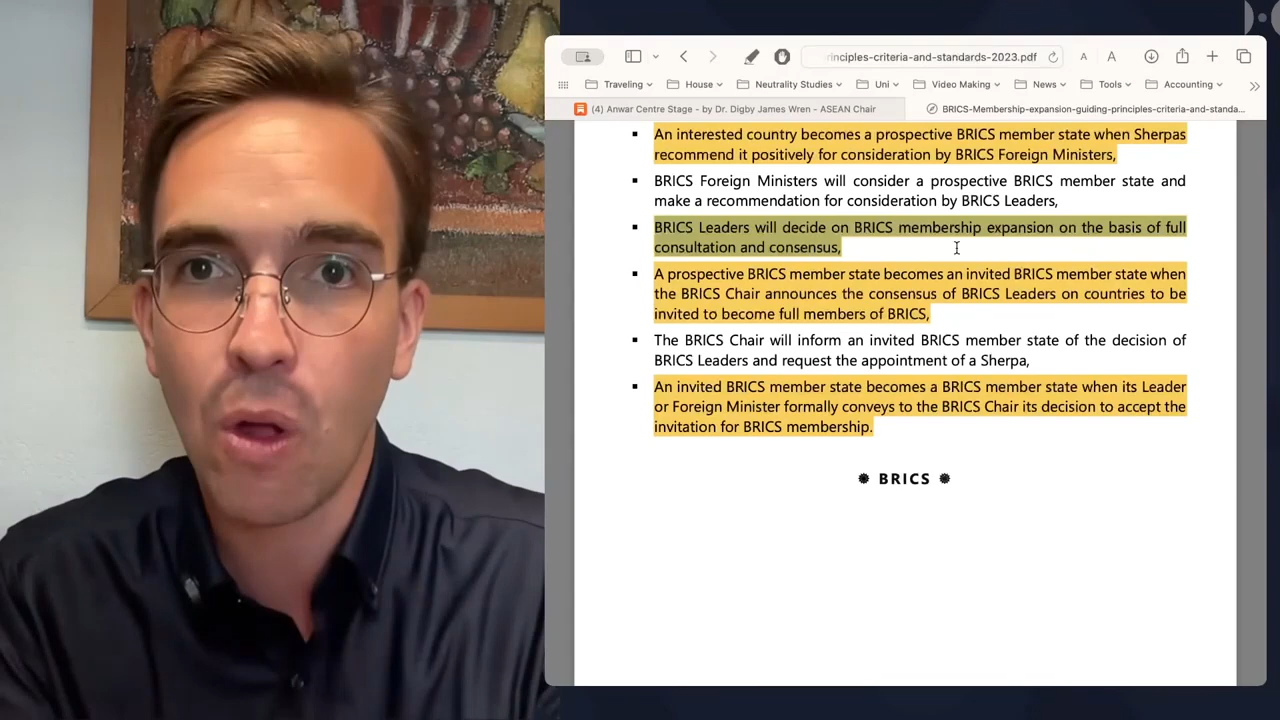 rinciples-criteria-and-standards-2023.pdf
A A
Traveling House Neutrality Studies Uni Video Making News Tools Accounting
(4) Anwar Centre Stage - by Dr. Digby James Wren - ASEAN Chair
BRICS-Membership-expansion-guiding-principles-criteria-and-standa...
▪ An interested country becomes a prospective BRICS member state when Sherpas
recommend it positively for consideration by BRICS Foreign Ministers,
▪ BRICS Foreign Ministers will consider a prospective BRICS member state and
make a recommendation for consideration by BRICS Leaders,
▪ BRICS Leaders will decide on BRICS membership expansion on the basis of full
consultation and consensus,
▪ A prospective BRICS member state becomes an invited BRICS member state when
the BRICS Chair announces the consensus of BRICS Leaders on countries to be
invited to become full members of BRICS,
▪ The BRICS Chair will inform an invited BRICS member state of the decision of
BRICS Leaders and request the appointment of a Sherpa,
▪ An invited BRICS member state becomes a BRICS member state when its Leader
or Foreign Minister formally conveys to the BRICS Chair its decision to accept the
invitation for BRICS membership.
BRICS